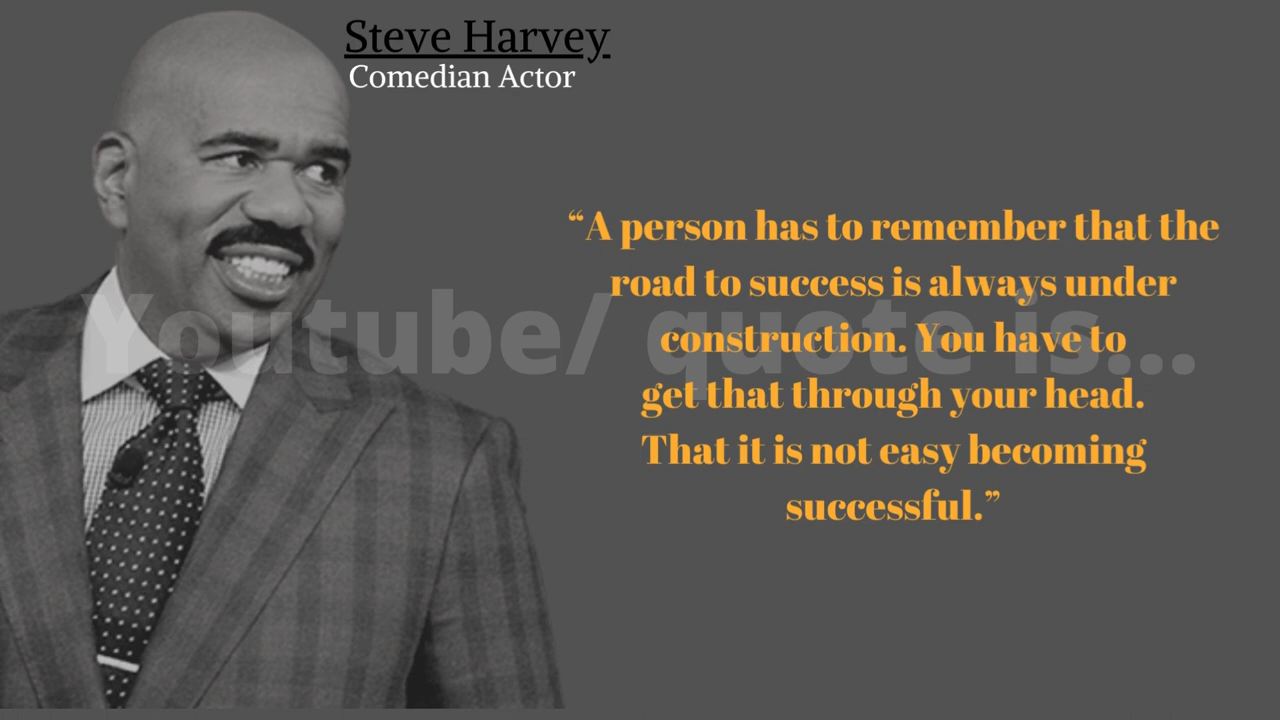 Steve Harvey
Comedian Actor
“A person has to remember that the
road to success is always under
Youtube/ quote is...
construction. You have to
get that through your head.
That it is not easy becoming
successful.”